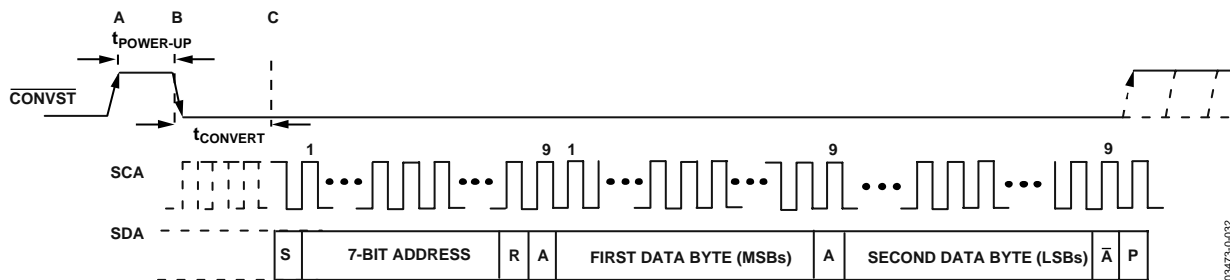 A B C
tPOWER-UP
CONVST
tCONVERT
1 9 1 9 9
SCA
SDA
S 7-BIT ADDRESS R A FIRST DATA BYTE (MSBs) A SECOND DATA BYTE (LSBs) A̅ P